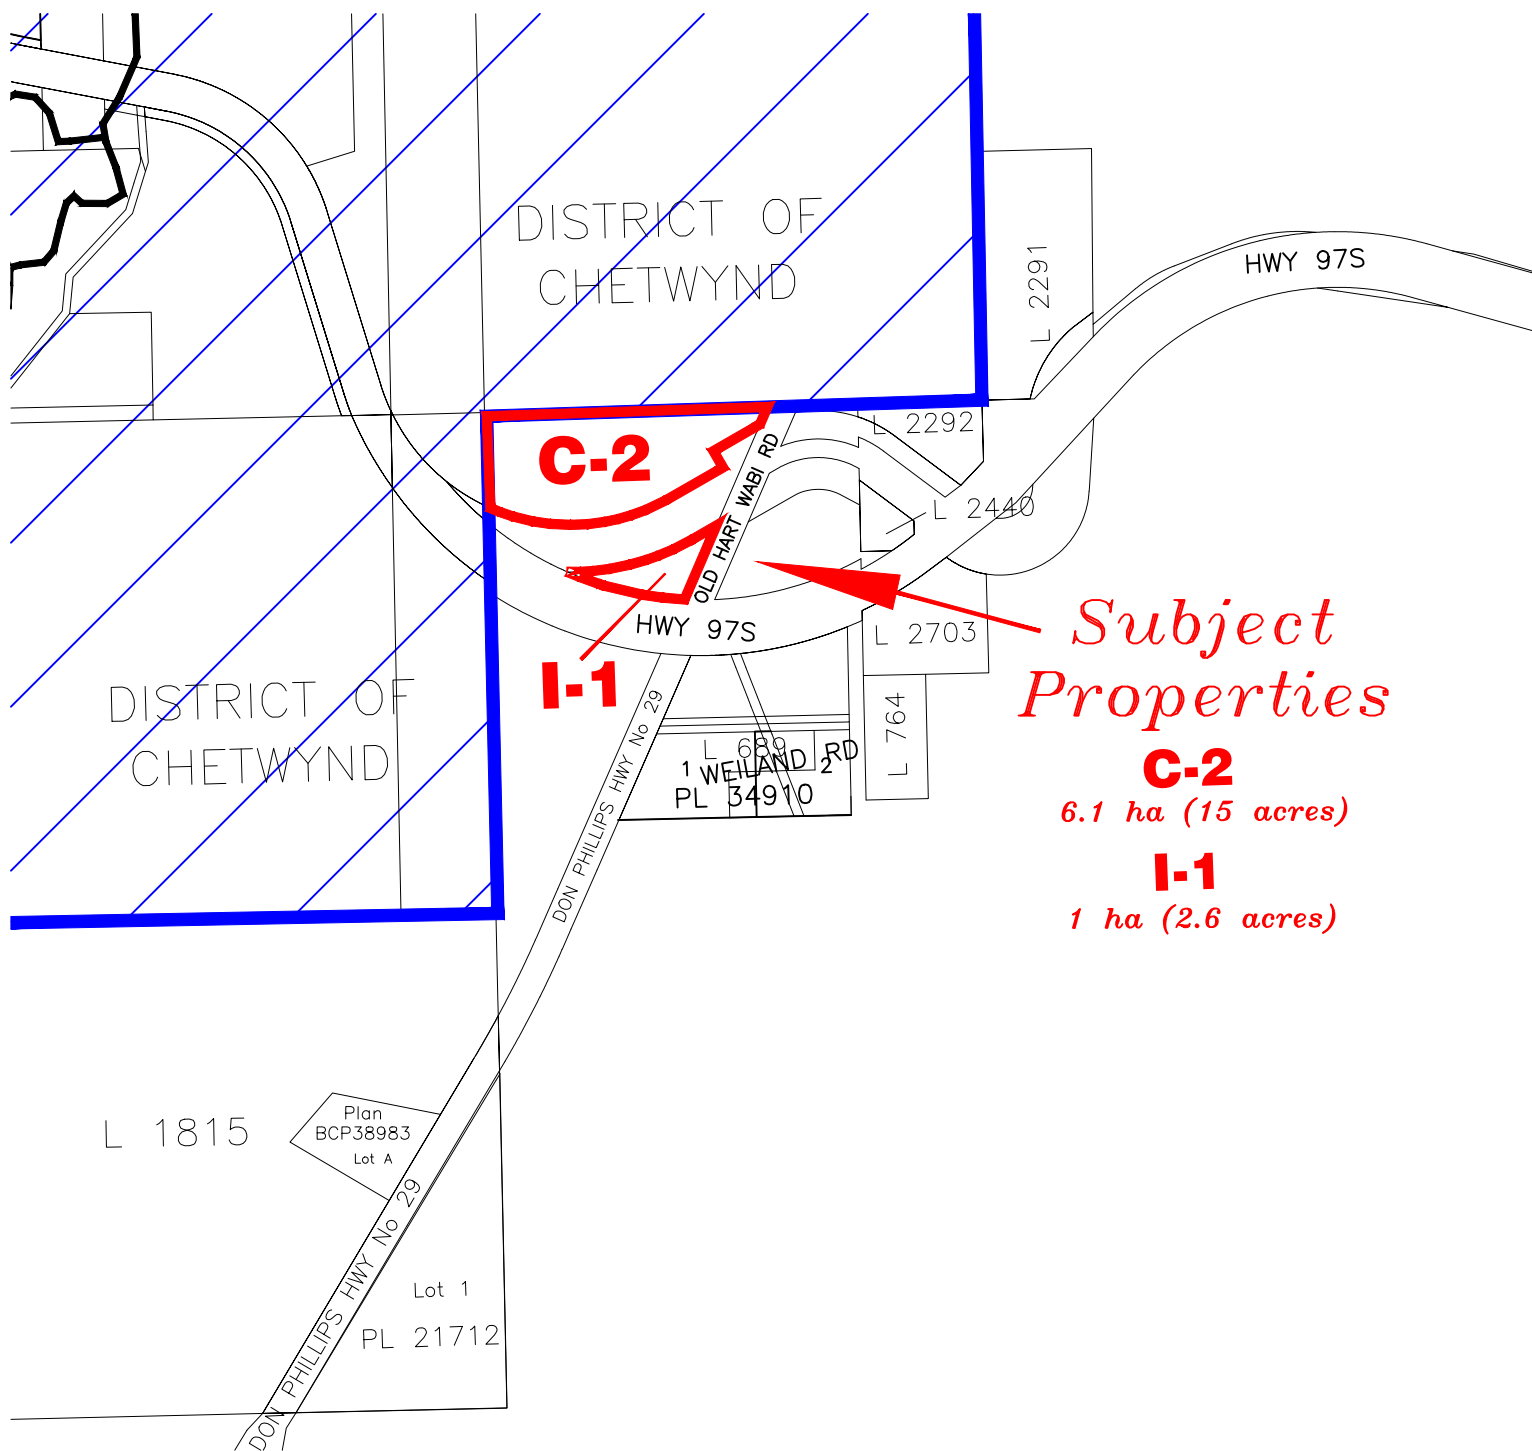 DISTRICT OF
CHETWYND
L 2291
HWY 97S
C-2
OLD HART WABI RD
L 2292
L 2440
HWY 97S
I-1
L 2703
Subject
Properties
C-2
6.1 ha (15 acres)
I-1
1 ha (2.6 acres)
DISTRICT OF
CHETWYND
DON PHILLIPS HWY No 29
L 689
1 WEILAND RD
2
PL 34910
L 764
L 1815
Plan
BCP38983
Lot A
DON PHILLIPS HWY No 29
Lot 1
PL 21712